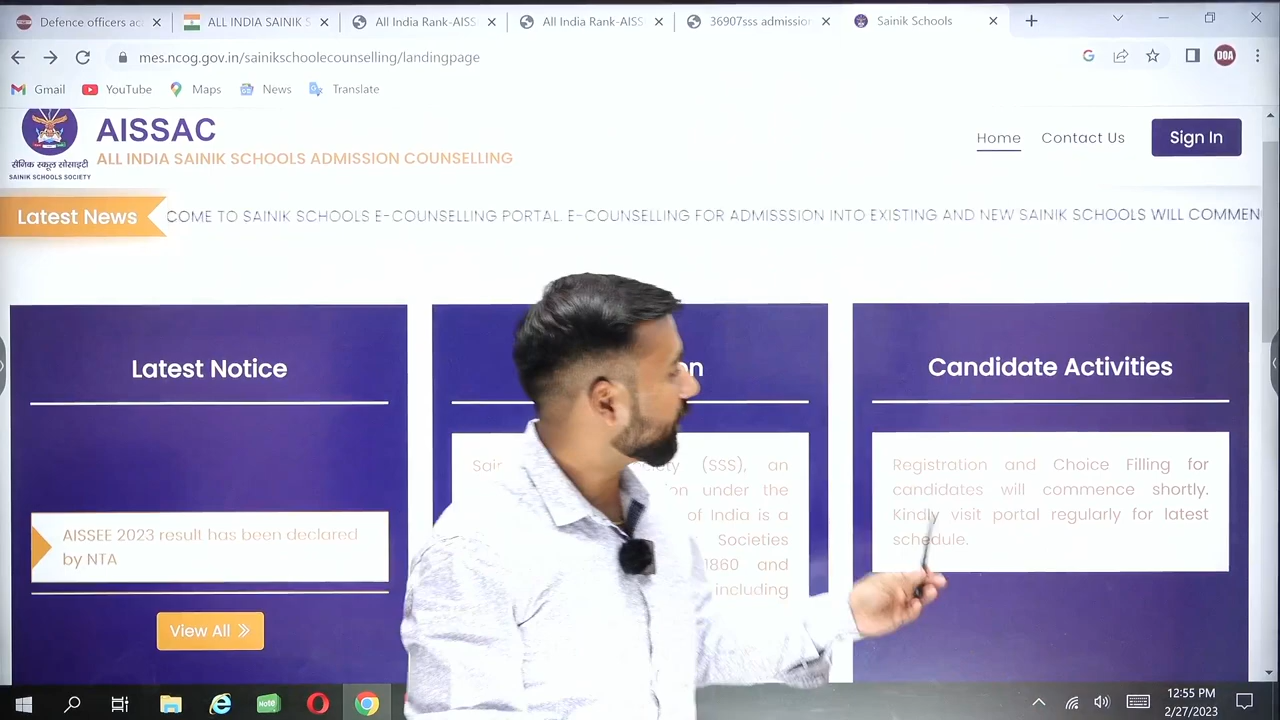 Defence officers ac
ALL INDIA SAINIK S
All India Rank-AISS
All India Rank-AISS
36907sss admission
Sainik Schools
mes.ncog.gov.in/sainikschoolecounselling/landingpage
DOA
Gmail
YouTube
Maps
News
Translate
AISSAC
ALL INDIA SAINIK SCHOOLS ADMISSION COUNSELLING
सैनिक स्कूल सोसाइटी
SAINIK SCHOOLS SOCIETY
Home
Contact Us
Sign In
Latest News
COME TO SAINIK SCHOOLS E-COUNSELLING PORTAL. E-COUNSELLING FOR ADMISSSION INTO EXISTING AND NEW SAINIK SCHOOLS WILL COMMEN
Latest Notice
AISSEE 2023 result has been declared
by NTA
View All
(SSS), an
under the
of India is a
Societies
1860 and
including
Candidate Activities
Registration and Choice Filling for
candidates will commence shortly.
Kindly visit portal regularly for latest
schedule.
Note
12:55 PM
2/27/2023